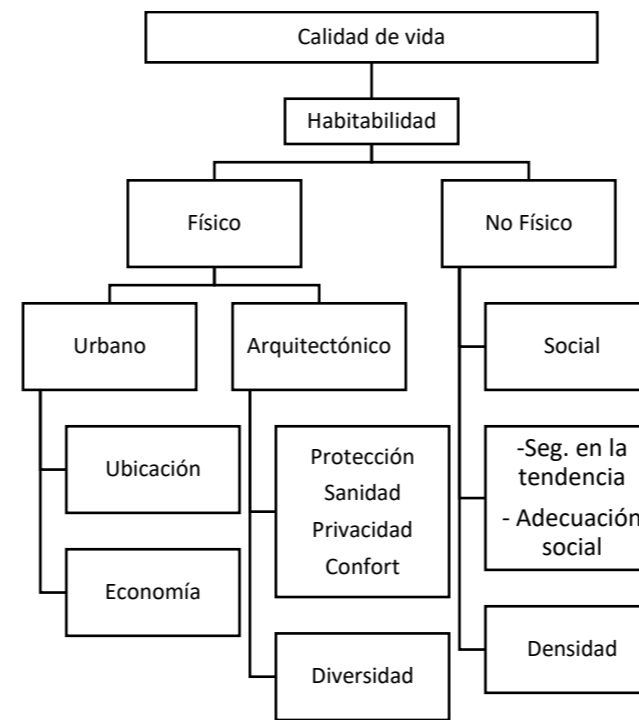 Calidad de vida
Habitabilidad
Físico
No Físico
Urbano
Arquitectónico
Social
Ubicación
Protección
Sanidad
Privacidad
Confort
-Seg. en la
tendencia
- Adecuación
social
Economía
Diversidad
Densidad